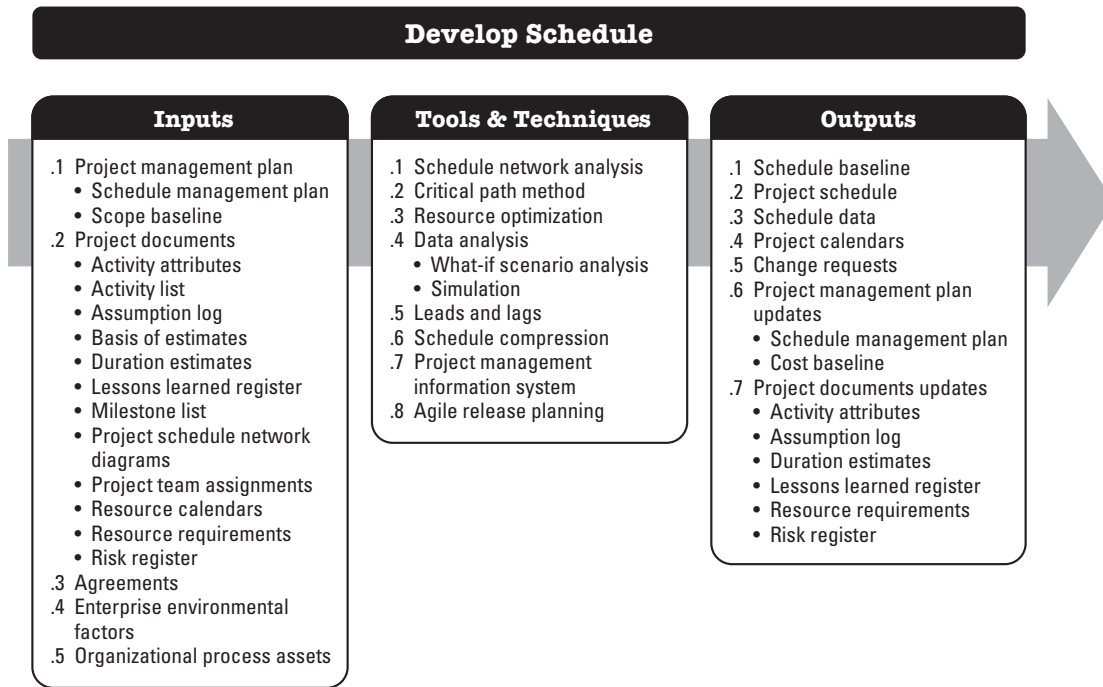 Develop Schedule
Inputs
.1 Project management plan
• Schedule management plan
• Scope baseline
.2 Project documents
• Activity attributes
• Activity list
• Assumption log
• Basis of estimates
• Duration estimates
• Lessons learned register
• Milestone list
• Project schedule network
diagrams
• Project team assignments
• Resource calendars
• Resource requirements
• Risk register
.3 Agreements
.4 Enterprise environmental
factors
.5 Organizational process assets
Tools & Techniques
.1 Schedule network analysis
.2 Critical path method
.3 Resource optimization
.4 Data analysis
• What-if scenario analysis
• Simulation
.5 Leads and lags
.6 Schedule compression
.7 Project management
information system
.8 Agile release planning
Outputs
.1 Schedule baseline
.2 Project schedule
.3 Schedule data
.4 Project calendars
.5 Change requests
.6 Project management plan
updates
• Schedule management plan
• Cost baseline
.7 Project documents updates
• Activity attributes
• Assumption log
• Duration estimates
• Lessons learned register
• Resource requirements
• Risk register